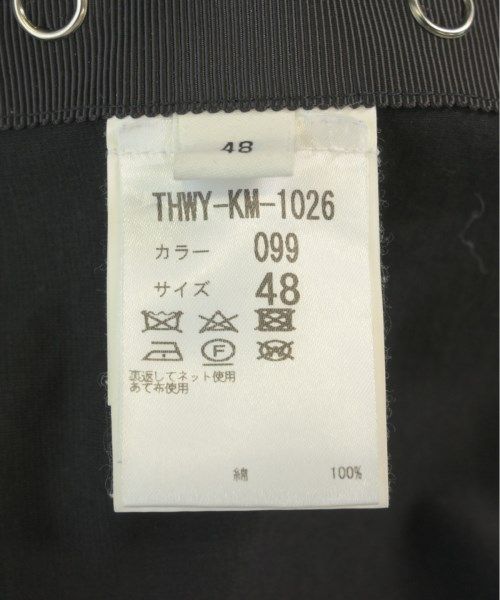 48
THWY-KM-1026
カラー 099
サイズ 48
F W
裏返してネット使用
あて布使用
綿 100%